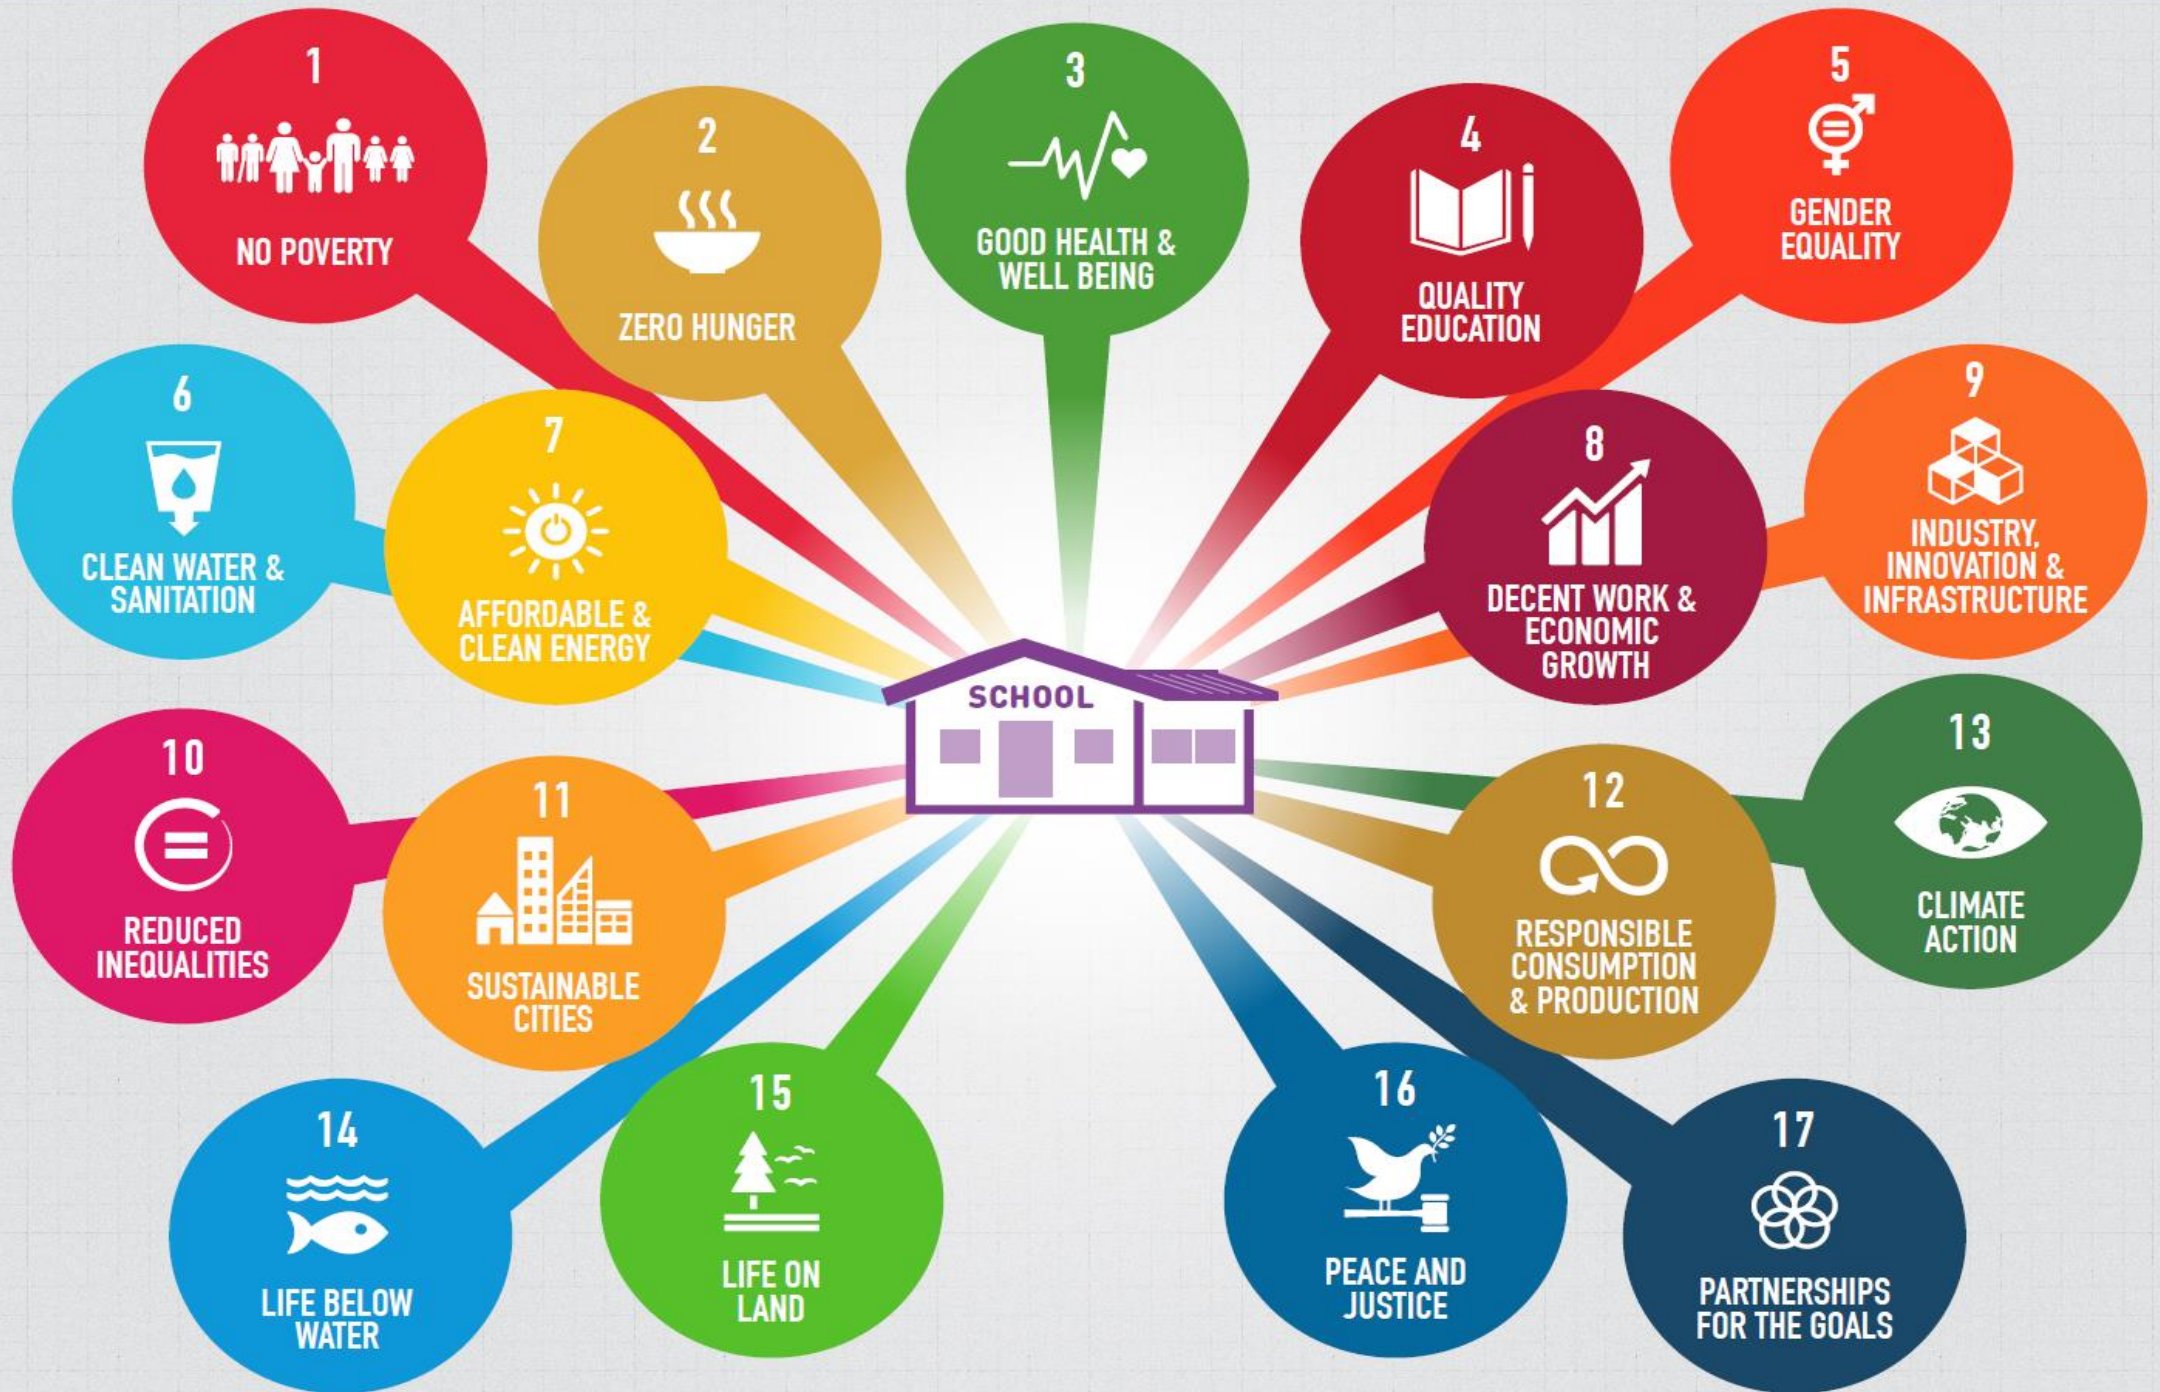 1
NO POVERTY
2
ZERO HUNGER
3
GOOD HEALTH &
WELL BEING
4
QUALITY
EDUCATION
5
GENDER
EQUALITY
6
CLEAN WATER &
SANITATION
7
AFFORDABLE &
CLEAN ENERGY
8
DECENT WORK &
ECONOMIC
GROWTH
9
INDUSTRY,
INNOVATION &
INFRASTRUCTURE
SCHOOL
10
REDUCED
INEQUALITIES
11
SUSTAINABLE
CITIES
12
RESPONSIBLE
CONSUMPTION
& PRODUCTION
13
CLIMATE
ACTION
14
LIFE BELOW
WATER
15
LIFE ON
LAND
16
PEACE AND
JUSTICE
17
PARTNERSHIPS
FOR THE GOALS